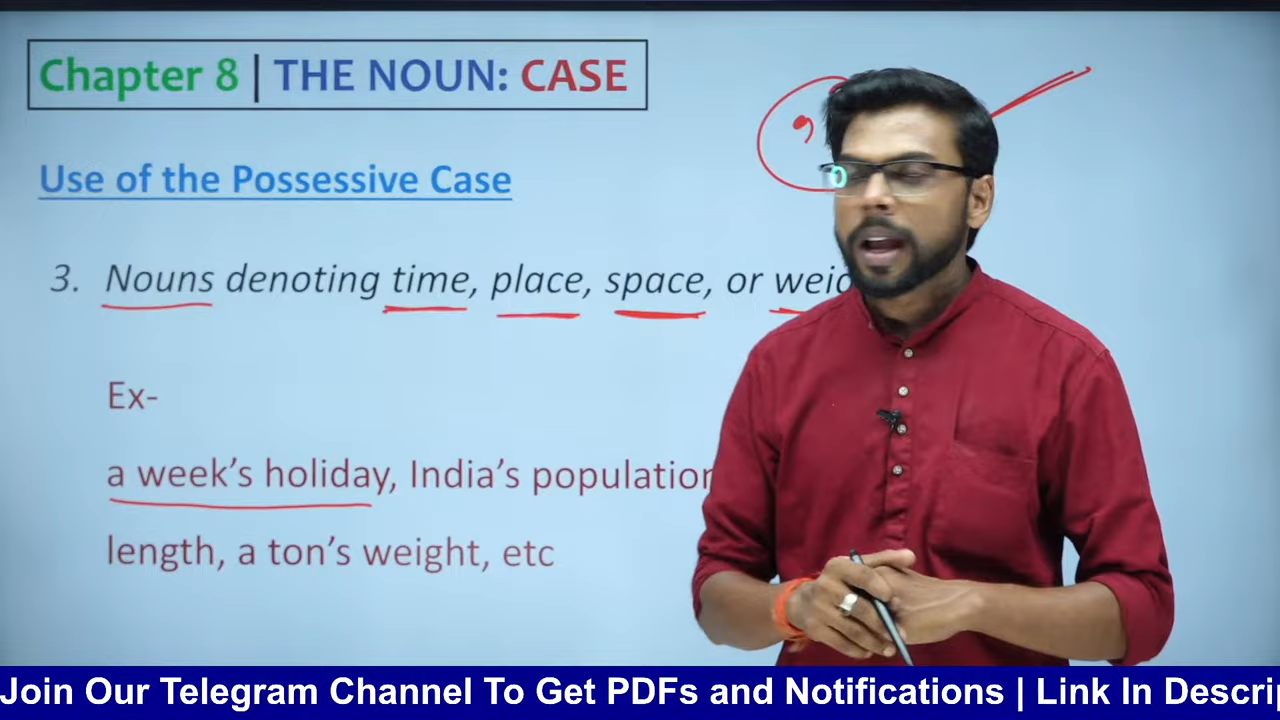 Chapter 8 | THE NOUN: CASE
Use of the Possessive Case
3. Nouns denoting time, place, space, or
Ex-
a week’s holiday, India’s population
length, a ton’s weight, etc
Join Our Telegram Channel To Get PDFs and Notifications | Link In